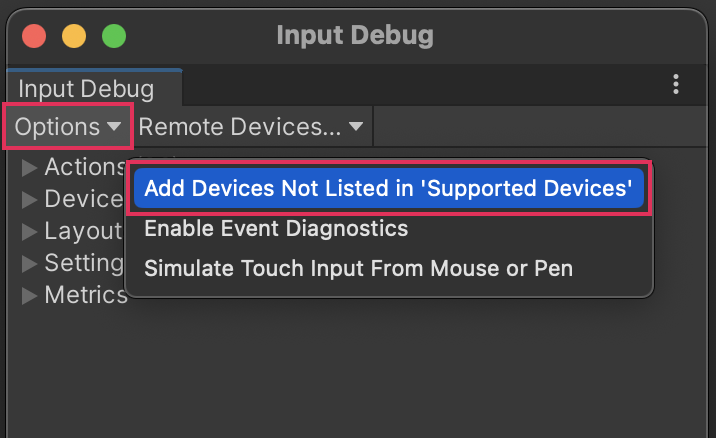 Input Debug
Input Debug
Options Remote Devices...
Actions
Add Devices Not Listed in 'Supported Devices'
Device
Enable Event Diagnostics
Layout
Simulate Touch Input From Mouse or Pen
Setting
Metrics